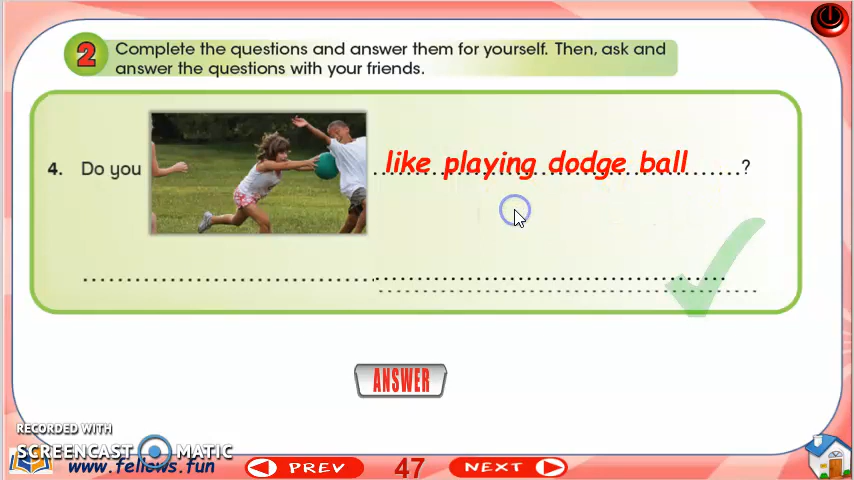 2 Complete the questions and answer them for yourself. Then, ask and
answer the questions with your friends.
4. Do you like playing dodge ball ?
ANSWER
RECORDED WITH
SCREENCAST MATIC
www.fellows.fun PREV 47 NEXT